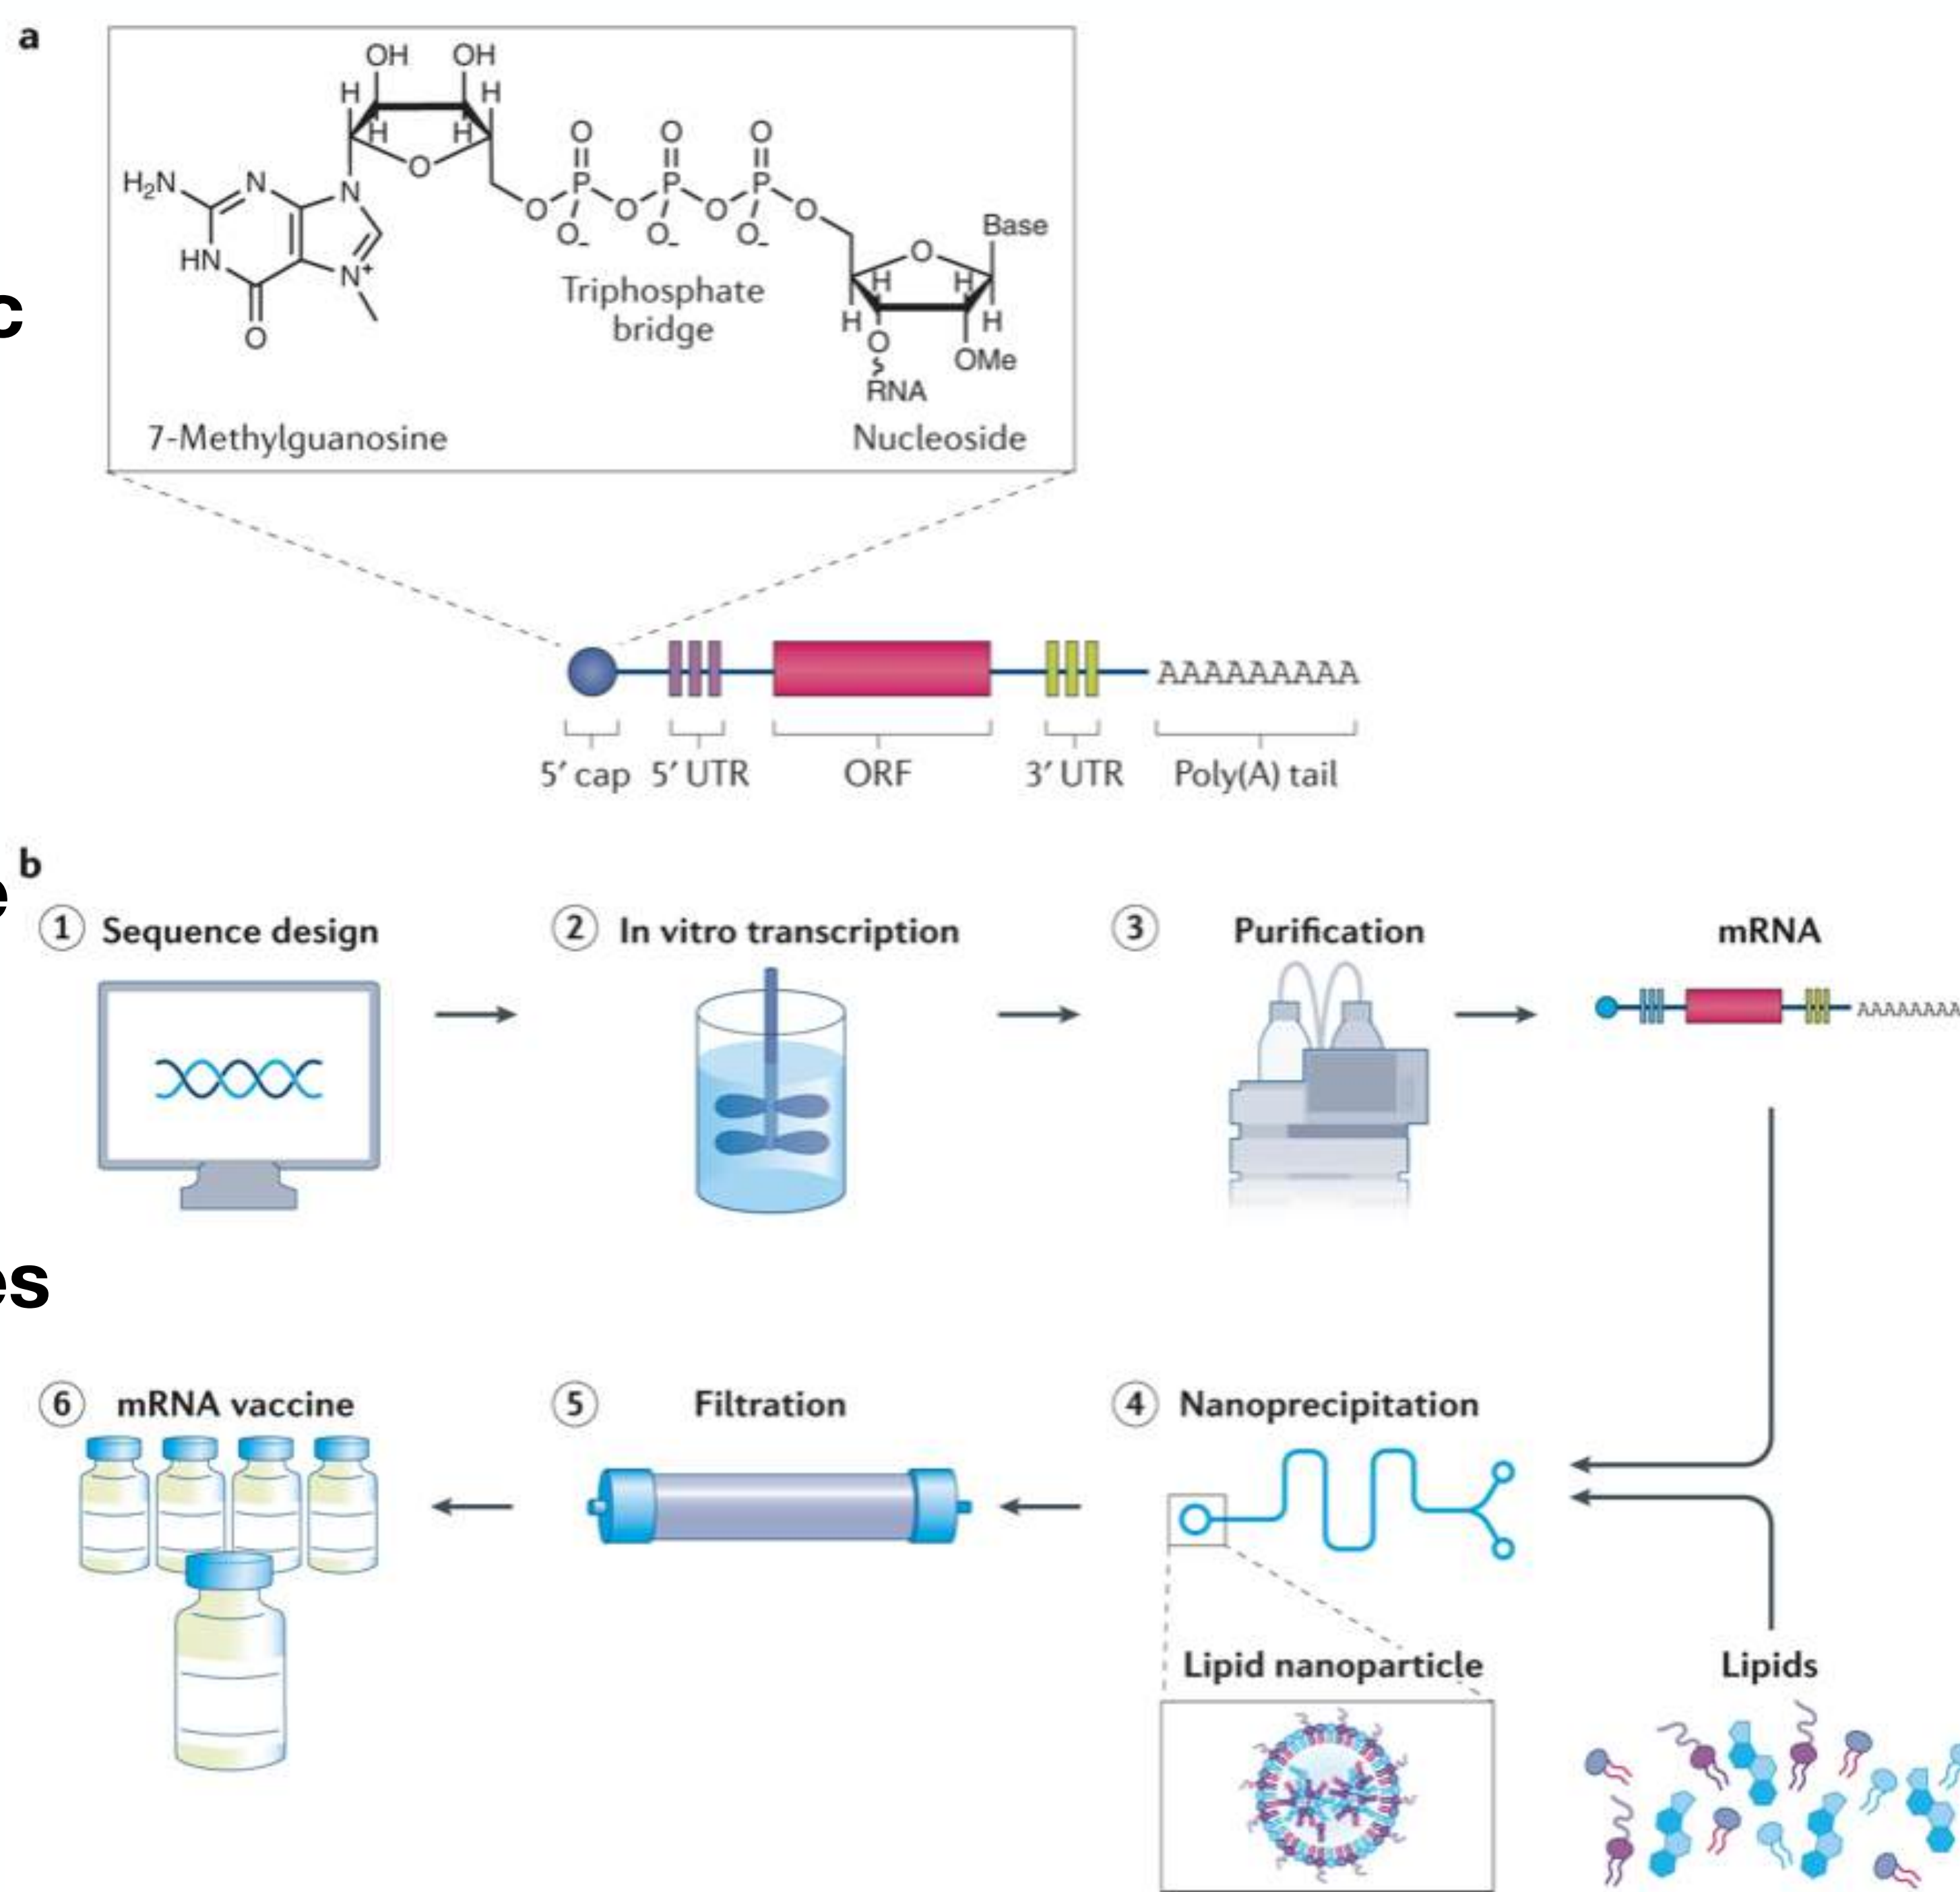 a
OH OH
H H
H H
O
O O O
H₂N N N P P P
O O O O
O- O- O-
HN N⁺
O
Triphosphate
bridge
Base
O
H H
H H
O OMe
RNA
7-Methylguanosine Nucleoside
c
AAAAAAAAA
5′ cap 5′ UTR ORF 3′ UTR Poly(A) tail
b
e
1 Sequence design 2 In vitro transcription 3 Purification mRNA
AAAAAAAA
es
6 mRNA vaccine 5 Filtration 4 Nanoprecipitation
Lipid nanoparticle Lipids